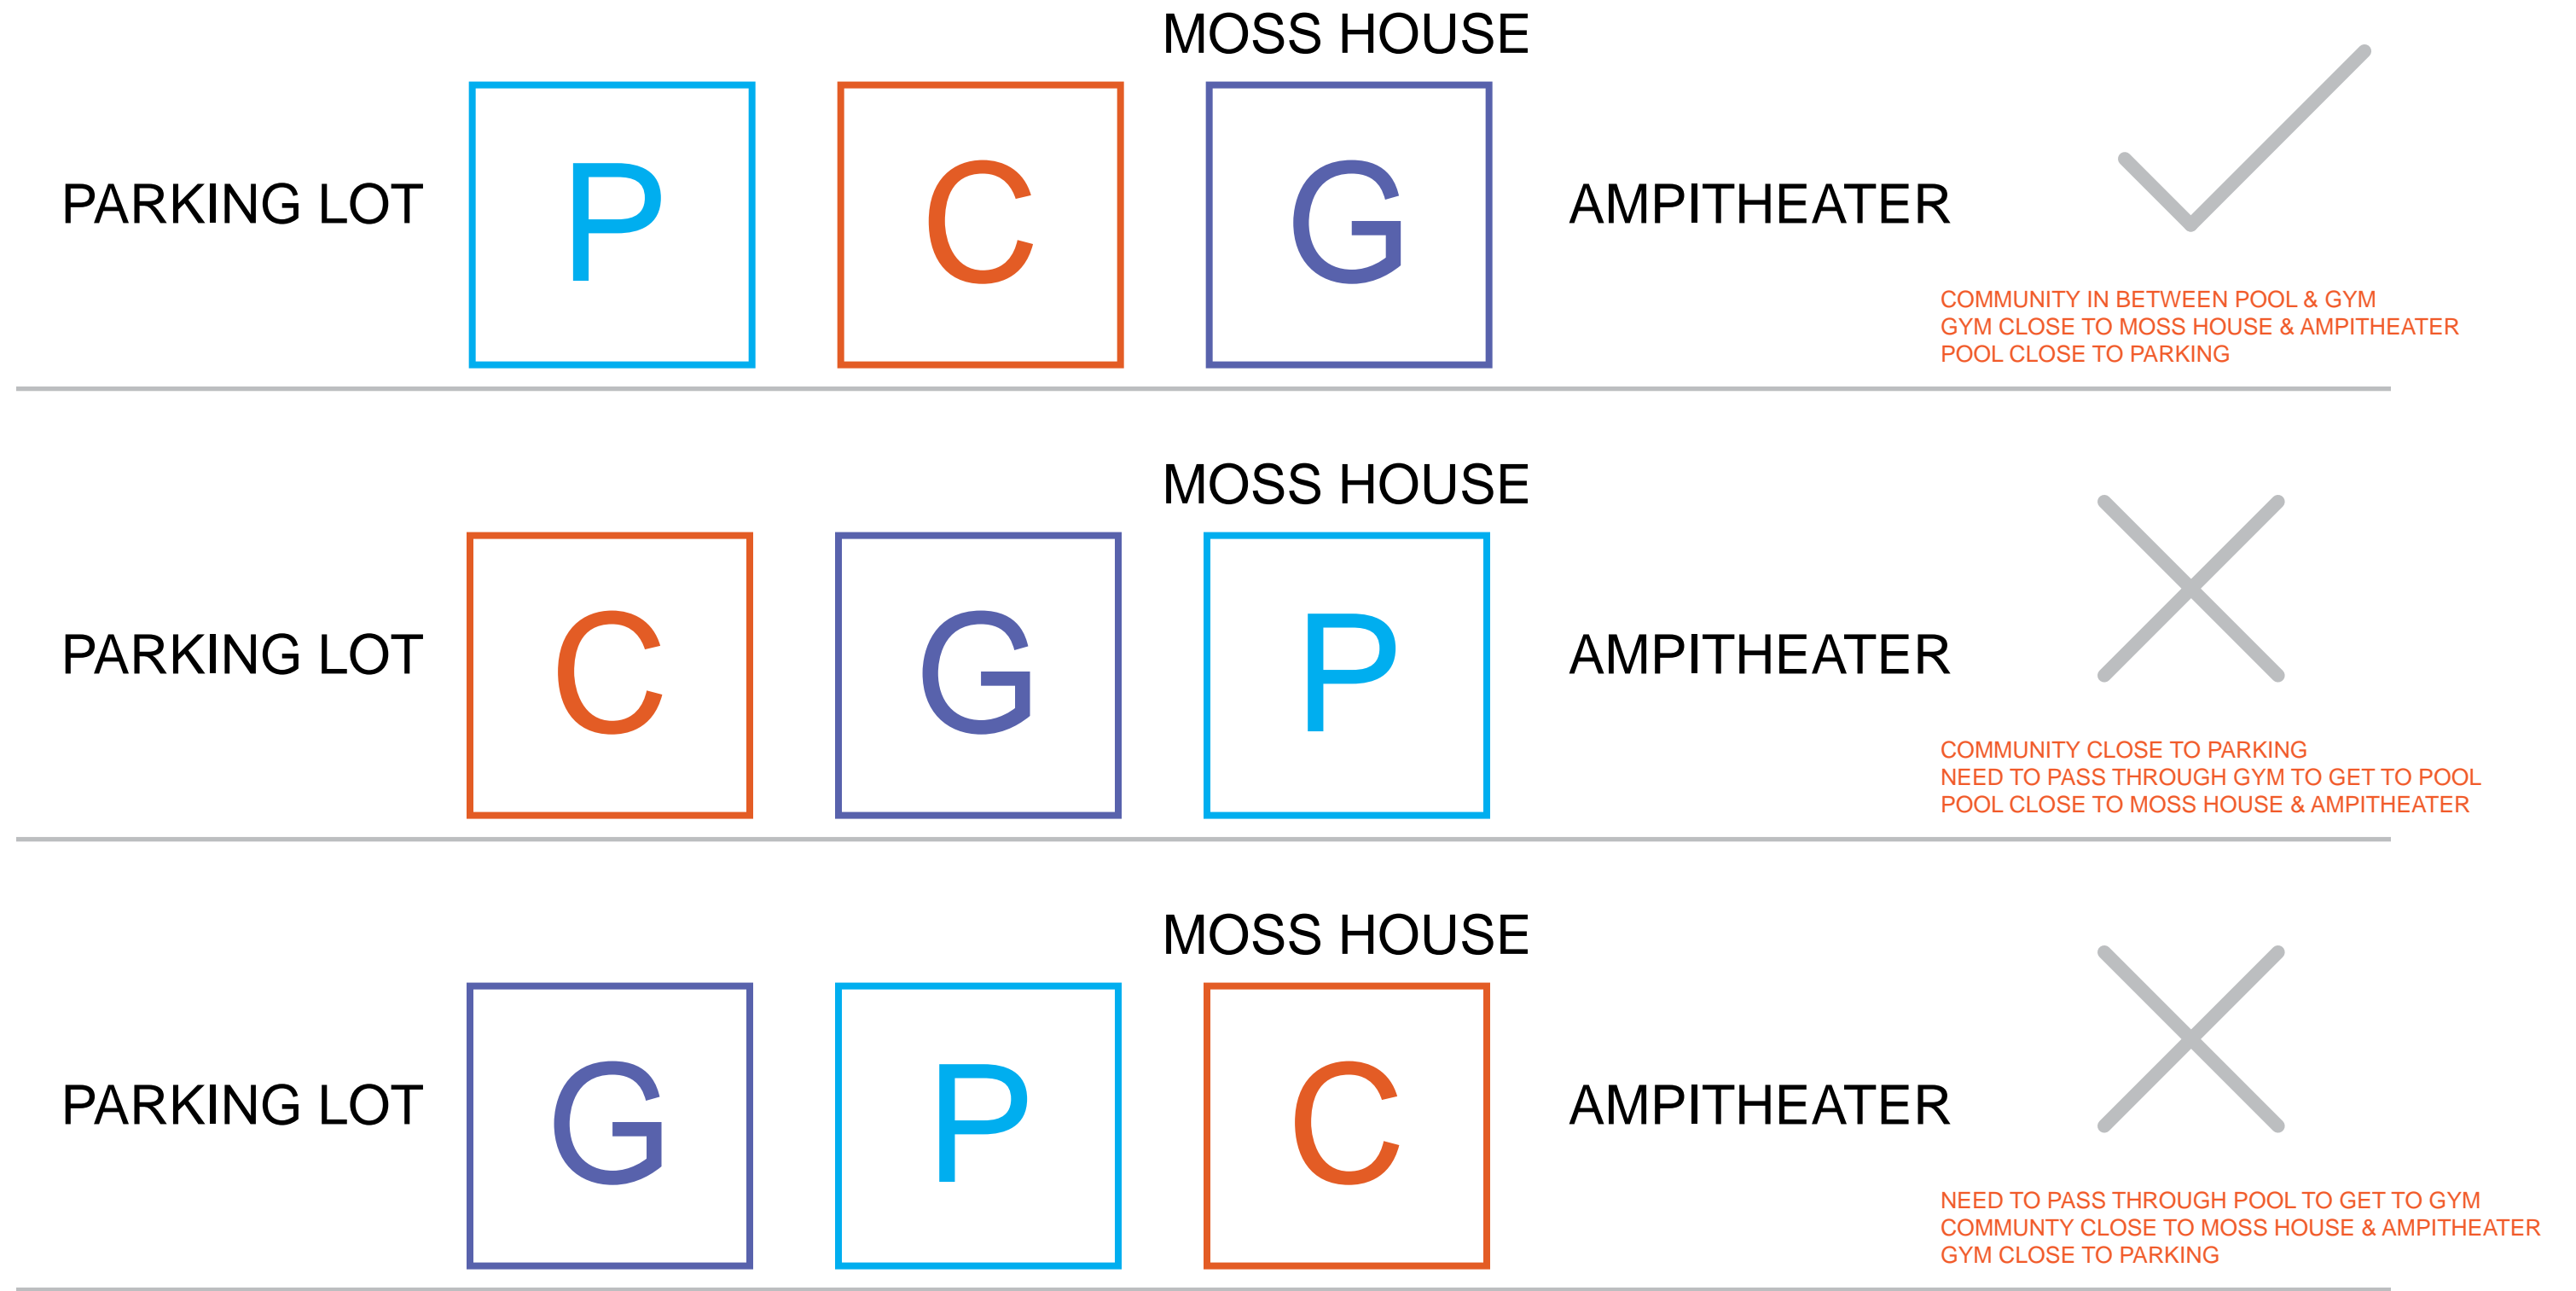 MOSS HOUSE
PARKING LOT P C G AMPITHEATER
COMMUNITY IN BETWEEN POOL & GYM
GYM CLOSE TO MOSS HOUSE & AMPITHEATER
POOL CLOSE TO PARKING
MOSS HOUSE
PARKING LOT C G P AMPITHEATER
COMMUNITY CLOSE TO PARKING
NEED TO PASS THROUGH GYM TO GET TO POOL
POOL CLOSE TO MOSS HOUSE & AMPITHEATER
MOSS HOUSE
PARKING LOT G P C AMPITHEATER
NEED TO PASS THROUGH POOL TO GET TO GYM
COMMUNTY CLOSE TO MOSS HOUSE & AMPITHEATER
GYM CLOSE TO PARKING